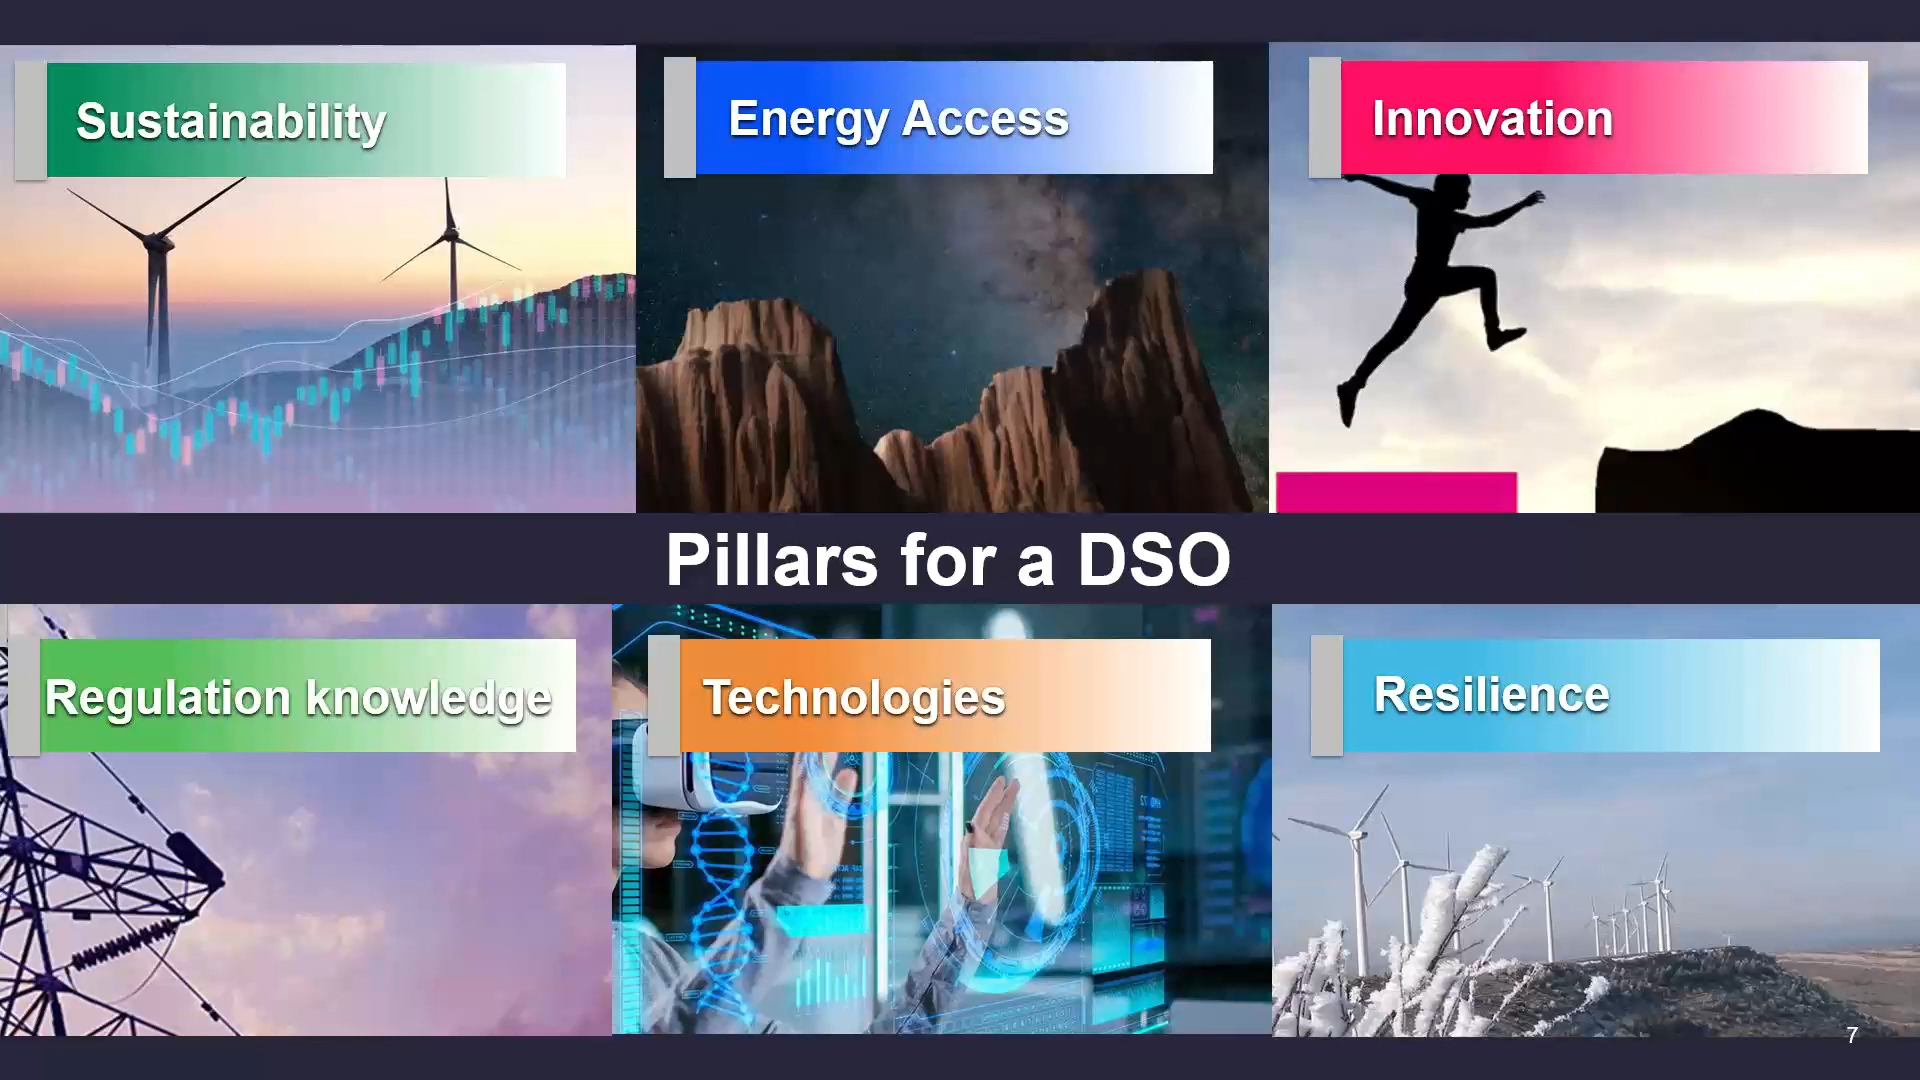 Sustainability
Energy Access
Innovation
Pillars for a DSO
Regulation knowledge
Technologies
Resilience
7